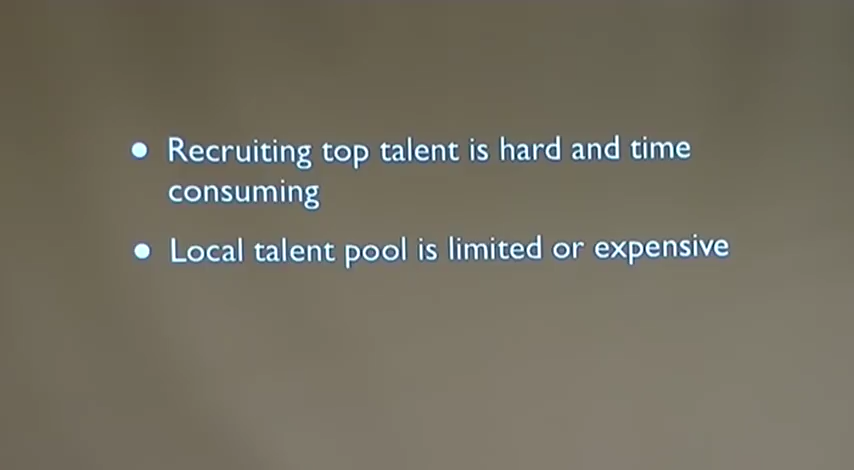 • Recruiting top talent is hard and time
consuming
• Local talent pool is limited or expensive